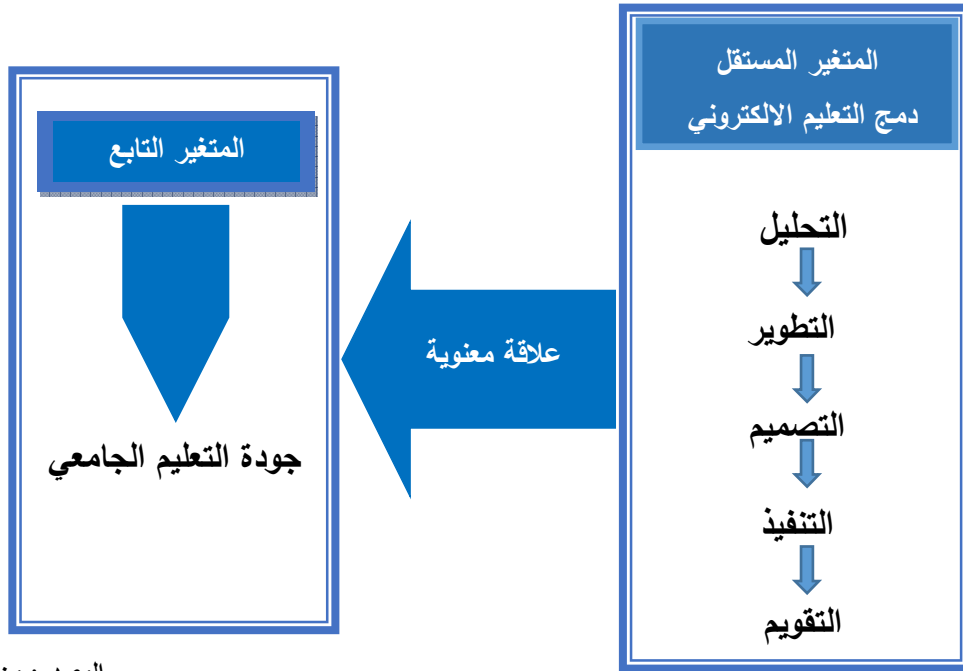 المتغير المستقل
دمج التعليم الالكتروني
التحليل
التطوير
التصميم
التنفيذ
التقويم
علاقة معنوية
المتغير التابع
جودة التعليم الجامعي